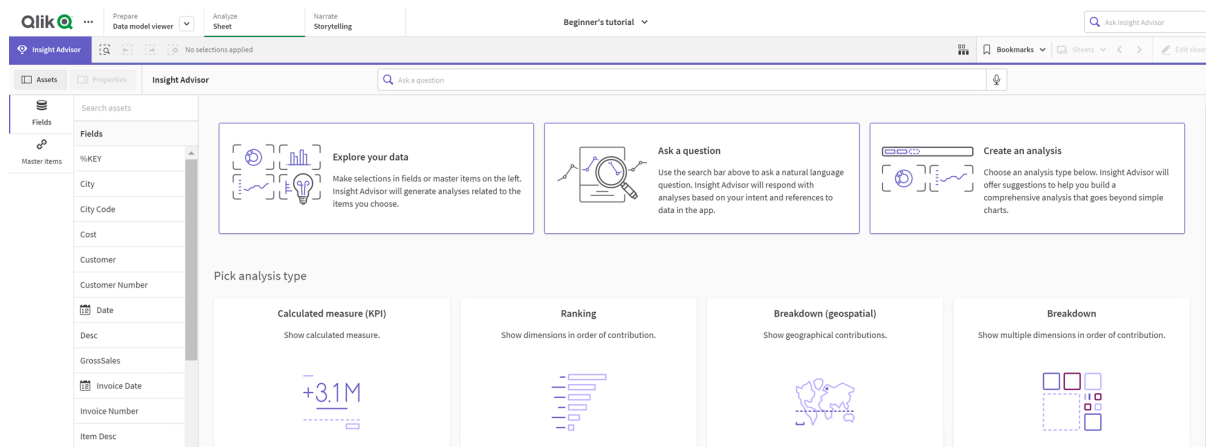 Qlik
Prepare
Data model viewer
Analyze
Sheet
Narrate
Storytelling
Beginner's tutorial
Ask Insight Advisor
Insight Advisor
No selections applied
Bookmarks
Sheets
Edit shee
Assets
Properties
Insight Advisor
Ask a question
Fields
Master items
Search assets
Fields
%KEY
City
City Code
Cost
Customer
Customer Number
Date
Desc
GrossSales
Invoice Date
Invoice Number
Item Desc
Explore your data
Make selections in fields or master items on the left.
Insight Advisor will generate analyses related to the
items you choose.
Ask a question
Use the search bar above to ask a natural language
question. Insight Advisor will respond with
analyses based on your intent and references to
data in the app.
Create an analysis
Choose an analysis type below. Insight Advisor will
offer suggestions to help you build a
comprehensive analysis that goes beyond simple
charts.
Pick analysis type
Calculated measure (KPI)
Show calculated measure.
+3.1M
Ranking
Show dimensions in order of contribution.
Breakdown (geospatial)
Show geographical contributions.
Breakdown
Show multiple dimensions in order of contribution.